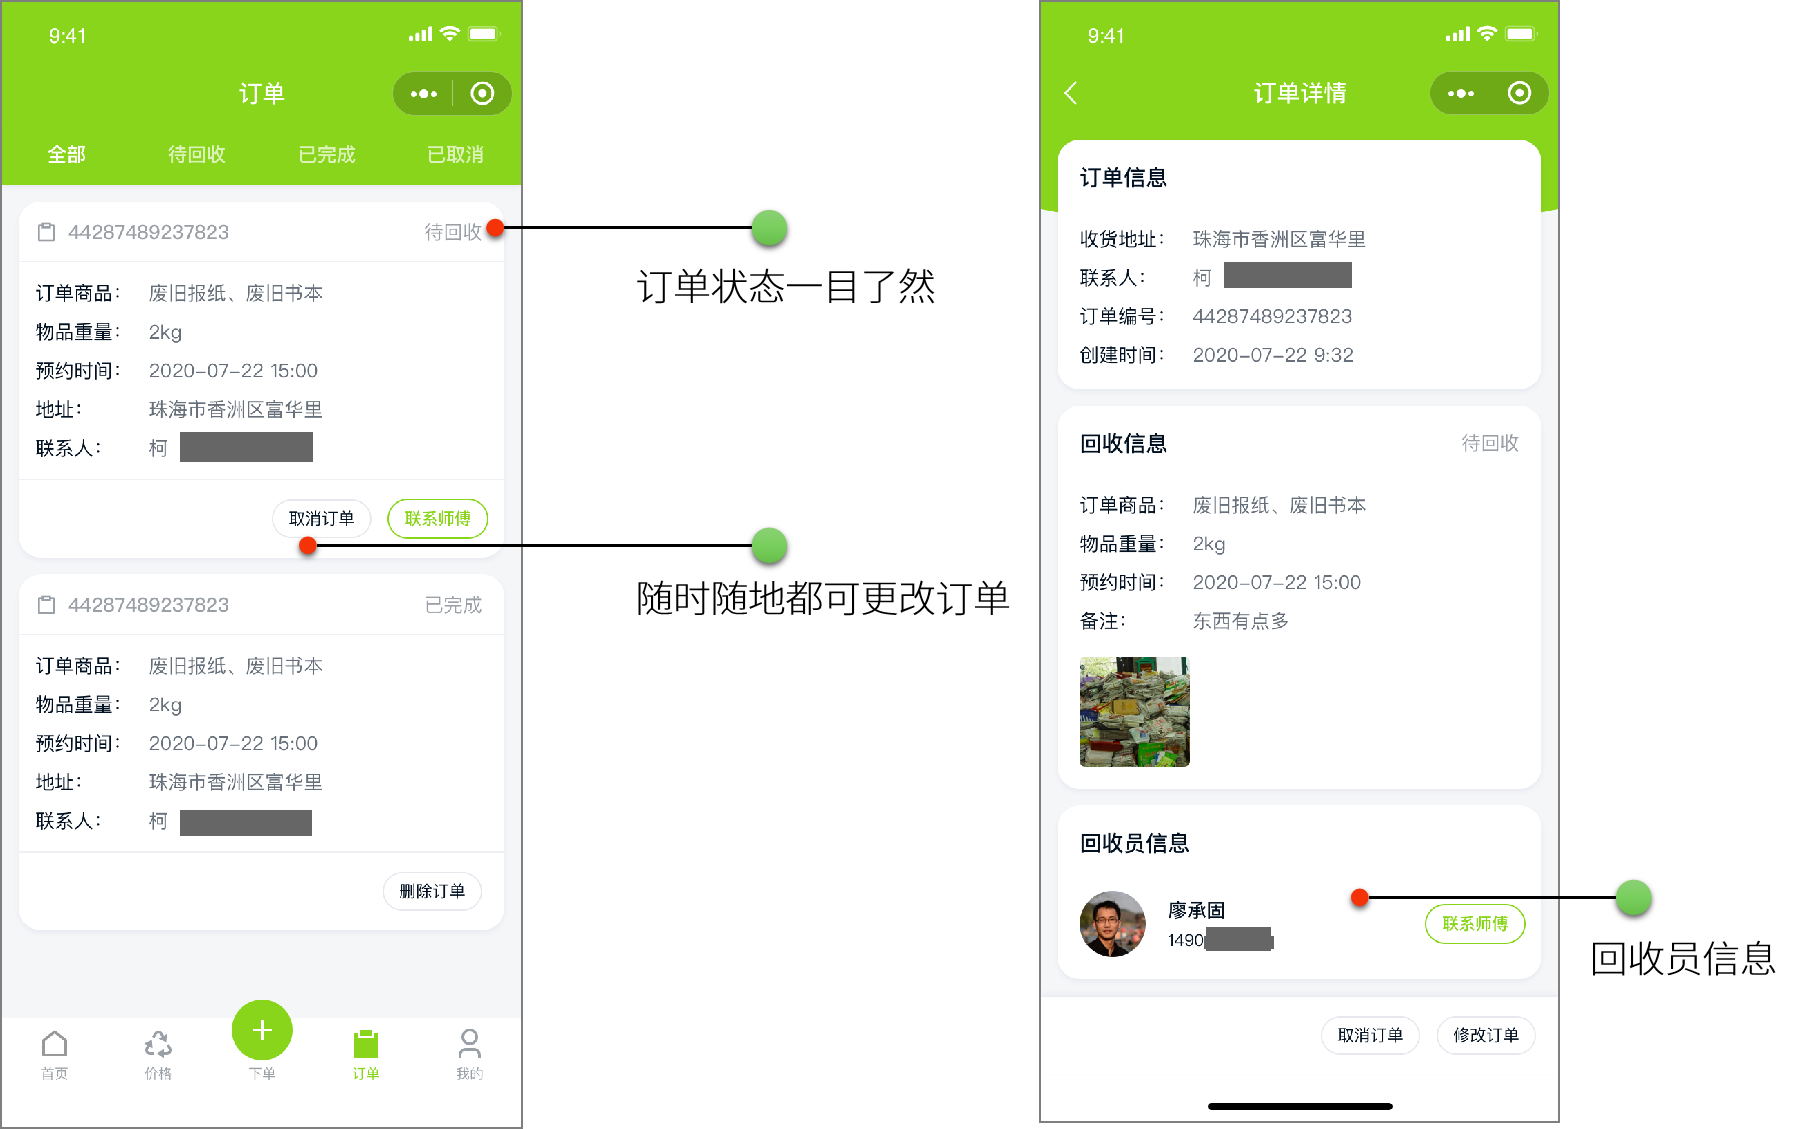 9:41
订单
全部
待回收
已完成
已取消
44287489237823
待回收
订单商品：
废旧报纸、废旧书本
物品重量：
2kg
预约时间：
2020-07-22 15:00
地址：
珠海市香洲区富华里
联系人：
柯
取消订单
联系师傅
44287489237823
已完成
订单商品：
废旧报纸、废旧书本
物品重量：
2kg
预约时间：
2020-07-22 15:00
地址：
珠海市香洲区富华里
联系人：
柯
删除订单
首页
价格
下单
订单
我的
订单状态一目了然
随时随地都可更改订单
9:41
订单详情
订单信息
收货地址：
珠海市香洲区富华里
联系人：
柯
订单编号：
44287489237823
创建时间：
2020-07-22 9:32
回收信息
待回收
订单商品：
废旧报纸、废旧书本
物品重量：
2kg
预约时间：
2020-07-22 15:00
备注：
东西有点多
回收员信息
廖承固
1490
联系师傅
取消订单
修改订单
回收员信息